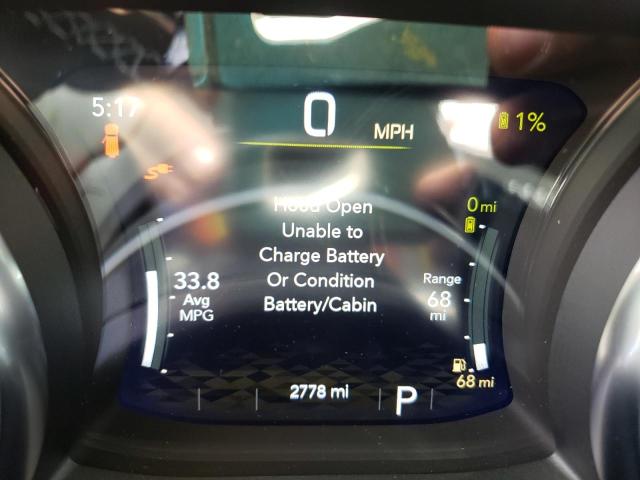 5:17
0
MPH
1%
Hood Open
0 mi
Unable to
Charge Battery
Or Condition
Battery/Cabin
33.8
Avg
MPG
Range
68
mi
68 mi
2778 mi
P